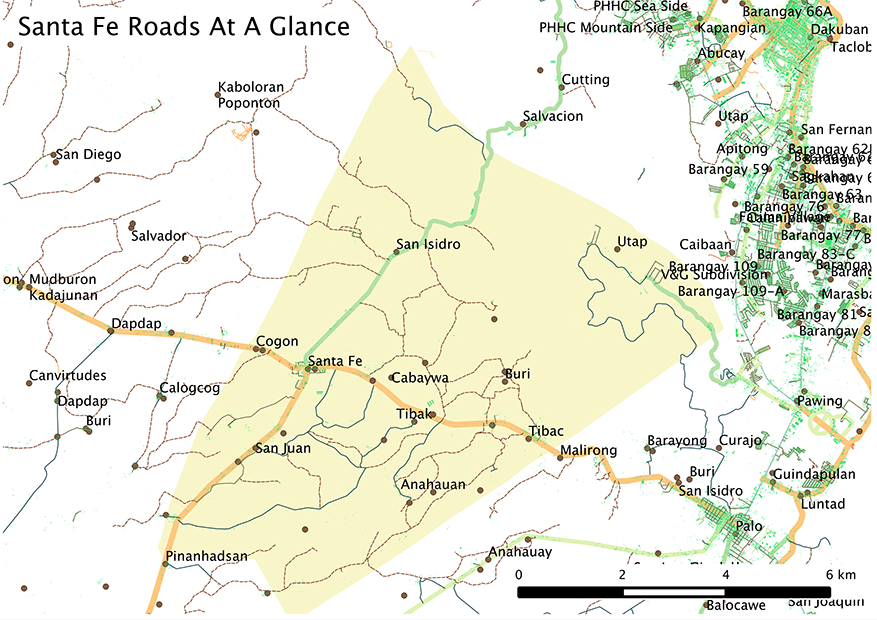 Santa Fe Roads At A Glance
PHHC Sea Side
Barangay 66A
PHHC Mountain Side
Kapangian
Dakuban
Taclob
Abucay
Cutting
Kaboloran
Poponton
Salvacion
Utap
San Fernan
San Diego
Apitong
Barangay 62
Barangay 59
Barangay 63
Barangay 76
Salvador
San Isidro
Utap
Caibaan
Barangay 77
Barangay 83-C
Barangay 109
V&G Subdivision
on
Mudburon
Kadajunan
Barangay 109-A
Marasba
Barangay 81
Dapdap
Barangay 8
Cogon
Santa Fe
Canvirtudes
Cabaywa
Buri
Calogcog
Dapdap
Pawing
Buri
Tibak
Tibac
San Juan
Malirong
Barayong
Curajo
Buri
Guindapulan
Anahauan
San Isidro
Luntad
Palo
Pinanhadsan
Anahauay
0 2 4 6 km
Balocawe
San Joaquin